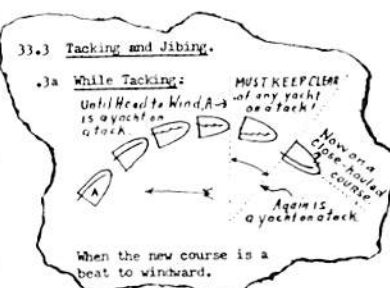 33.3 Tacking and Jibing.
.3a While Tacking:
Until Head to Wind, A→
is a yacht on
a tack.
MUST KEEP CLEAR
of any yacht
on a tack!
Now on a
close-hauled
course.
A
Again is
a yacht on a tack
When the new course is a
beat to windward.